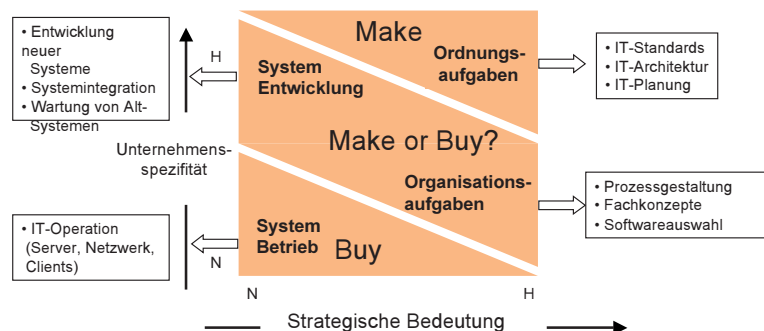 • Entwicklung
neuer
Systeme
• Systemintegration
• Wartung von Alt-
Systemen
H
Make
System
Entwicklung
Ordnungs-
aufgaben
• IT-Standards
• IT-Architektur
• IT-Planung
Unternehmens-
spezifität
Make or Buy?
Organisations-
aufgaben
• Prozessgestaltung
• Fachkonzepte
• Softwareauswahl
• IT-Operation
(Server, Netzwerk,
Clients)
N
System
Betrieb
Buy
N
H
Strategische Bedeutung